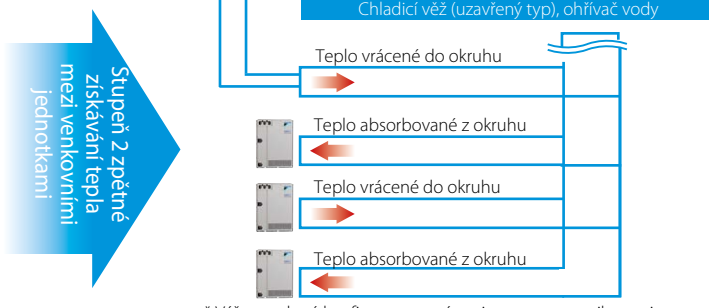 Chladicí věž (uzavřený typ), ohřívač vody
Stupeň 2 zpětné
získávání tepla
mezi venkovními
jednotkami
Teplo vrácené do okruhu
Teplo absorbované z okruhu
Teplo vrácené do okruhu
Teplo absorbované z okruhu